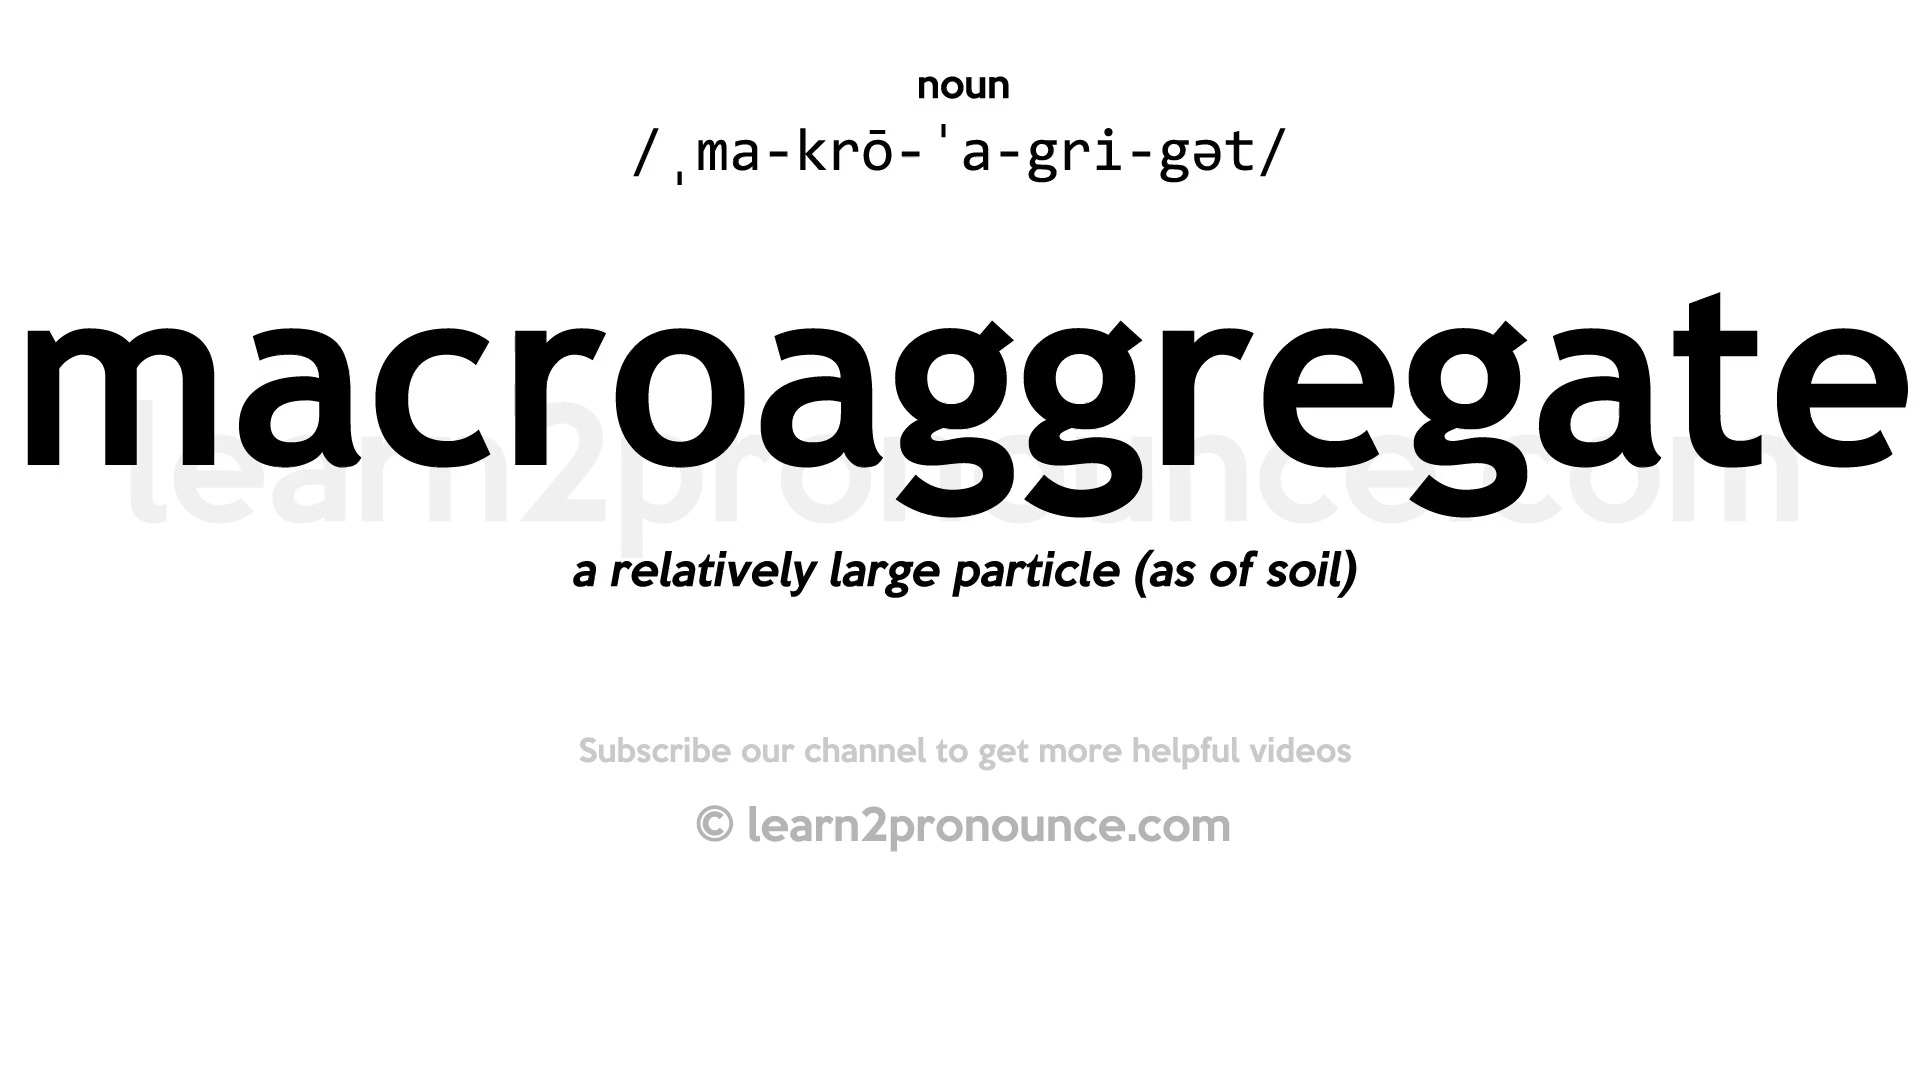 noun
/ˌma-krō-ˈa-gri-gət/
macroaggregate
learn2pronounce.com
a relatively large particle (as of soil)
Subscribe our channel to get more helpful videos
© learn2pronounce.com